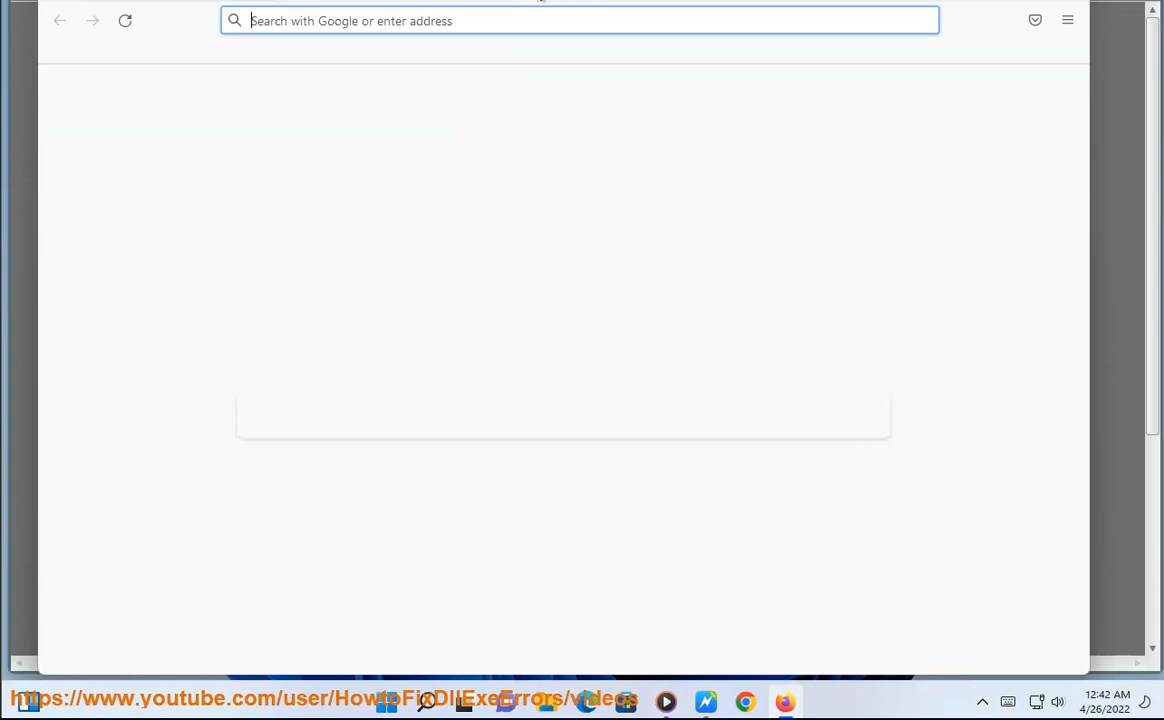 Search with Google or enter address
https://www.youtube.com/user/HowtoFixDllExeErrors/videos
12:42 AM
4/26/2022